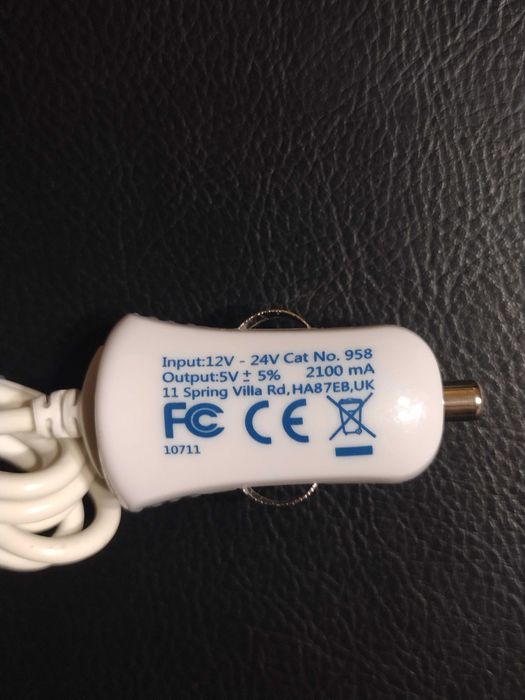 Input:12V - 24V Cat No. 958
Output:5V ± 5% 2100 mA
11 Spring Villa Rd,HA87EB,UK
FC CE
10711